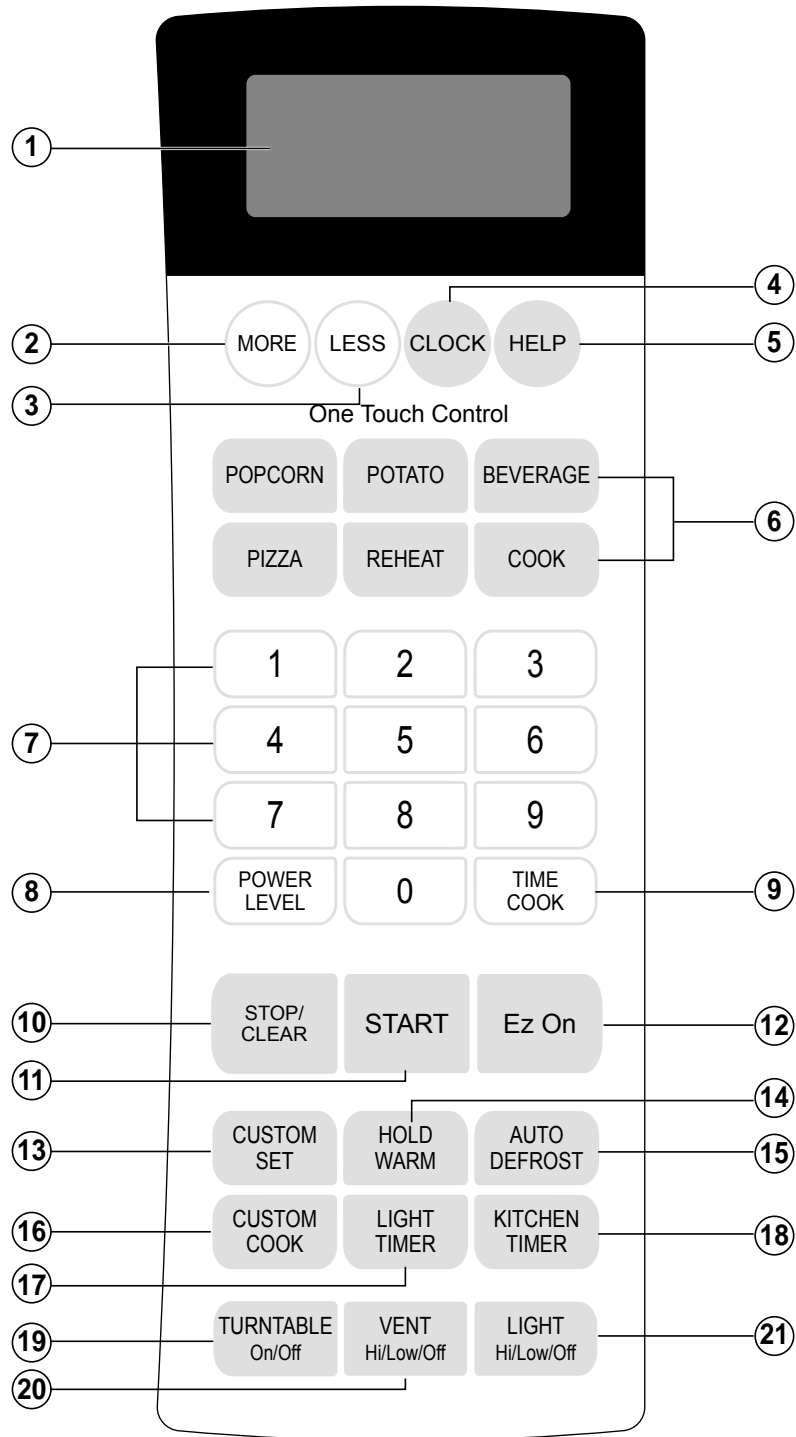 1
4
2
MORE LESS CLOCK HELP
5
3
One Touch Control
POPCORN POTATO BEVERAGE
6
PIZZA REHEAT COOK
1 2 3
7
4 5 6
7 8 9
8
POWER
LEVEL
0
TIME
COOK
9
10
STOP/
CLEAR
START
Ez On
12
11
14
13
CUSTOM
SET
HOLD
WARM
AUTO
DEFROST
15
16
CUSTOM
COOK
LIGHT
TIMER
KITCHEN
TIMER
18
17
19
TURNTABLE
On/Off
VENT
Hi/Low/Off
LIGHT
Hi/Low/Off
21
20